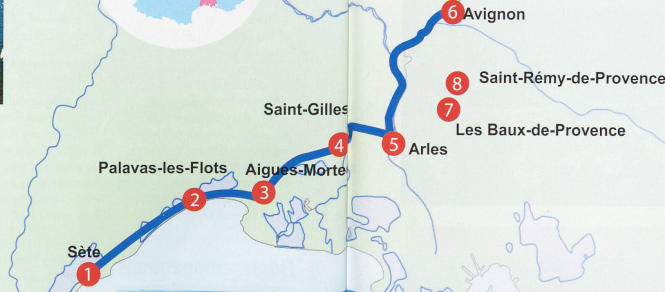 6 Avignon
8 Saint-Rémy-de-Provence
7
Les Baux-de-Provence
Saint-Gilles
4
5 Arles
Palavas-les-Flots
Aigues-Morte
2
3
Sète
1